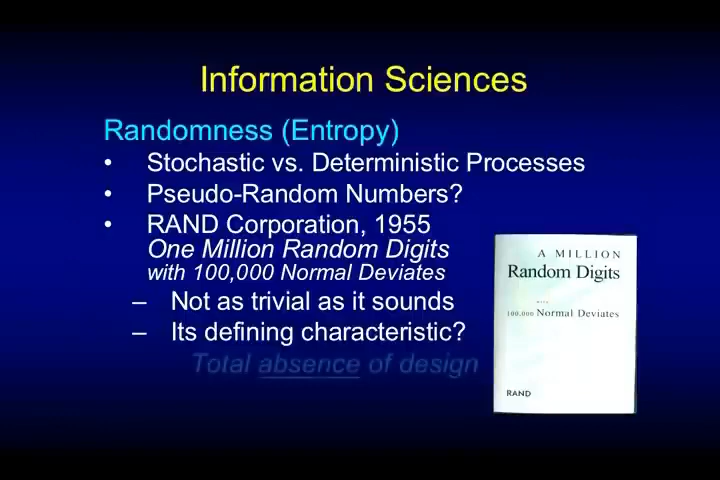 Information Sciences
Randomness (Entropy)
• Stochastic vs. Deterministic Processes
• Pseudo-Random Numbers?
• RAND Corporation, 1955
One Million Random Digits
with 100,000 Normal Deviates
– Not as trivial as it sounds
– Its defining characteristic?
Total absence of design
A MILLION
Random Digits
WITH
100,000 Normal Deviates
RAND